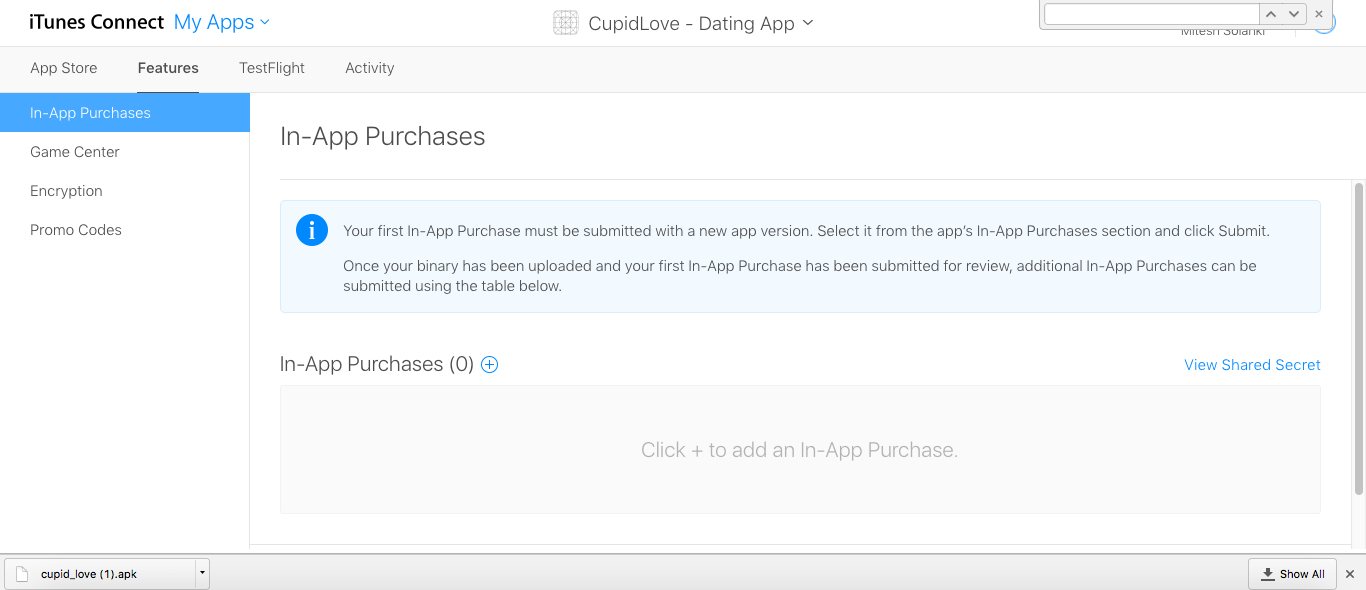 iTunes Connect My Apps
CupidLove - Dating App
Mitesh Solanki
App Store Features TestFlight Activity
In-App Purchases
Game Center
Encryption
Promo Codes
In-App Purchases
i
Your first In-App Purchase must be submitted with a new app version. Select it from the app's In-App Purchases section and click Submit.
Once your binary has been uploaded and your first In-App Purchase has been submitted for review, additional In-App Purchases can be
submitted using the table below.
In-App Purchases (0)
View Shared Secret
Click + to add an In-App Purchase.
cupid_love (1).apk
Show All